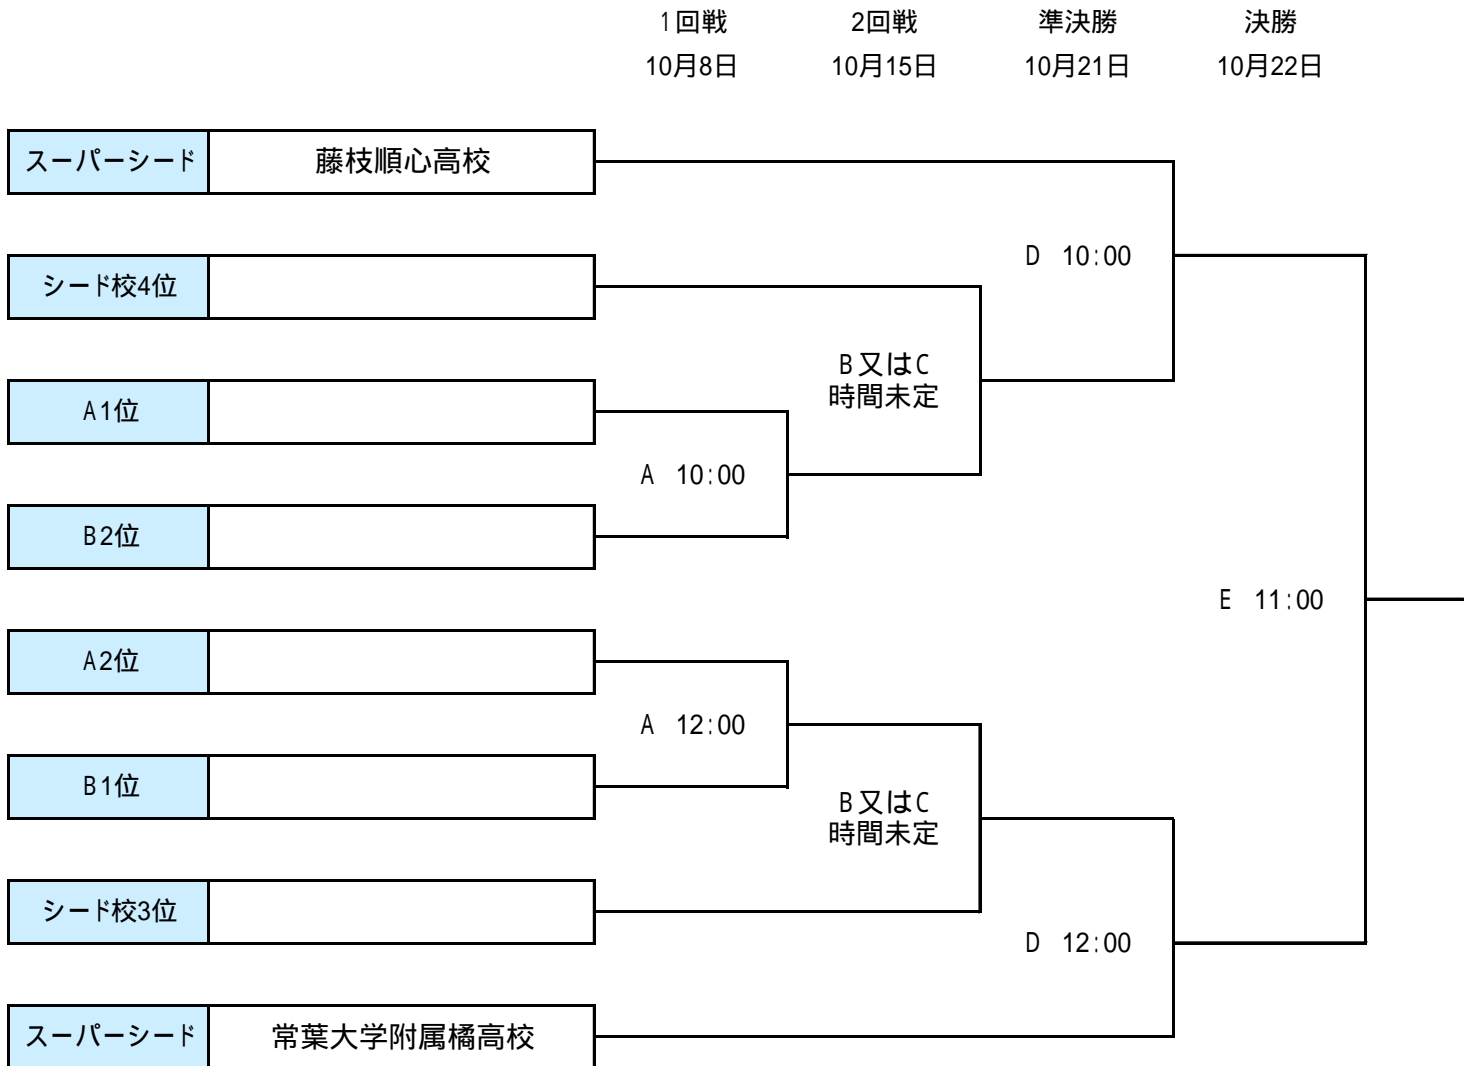 1回戦 2回戦 準決勝 決勝
10月8日 10月15日 10月21日 10月22日
スーパーシード 藤枝順心高校
D 10:00
シード校4位
B又はC
時間未定
A1位
A 10:00
B2位
E 11:00
A2位
A 12:00
B1位
B又はC
時間未定
シード校3位
D 12:00
スーパーシード 常葉大学附属橘高校